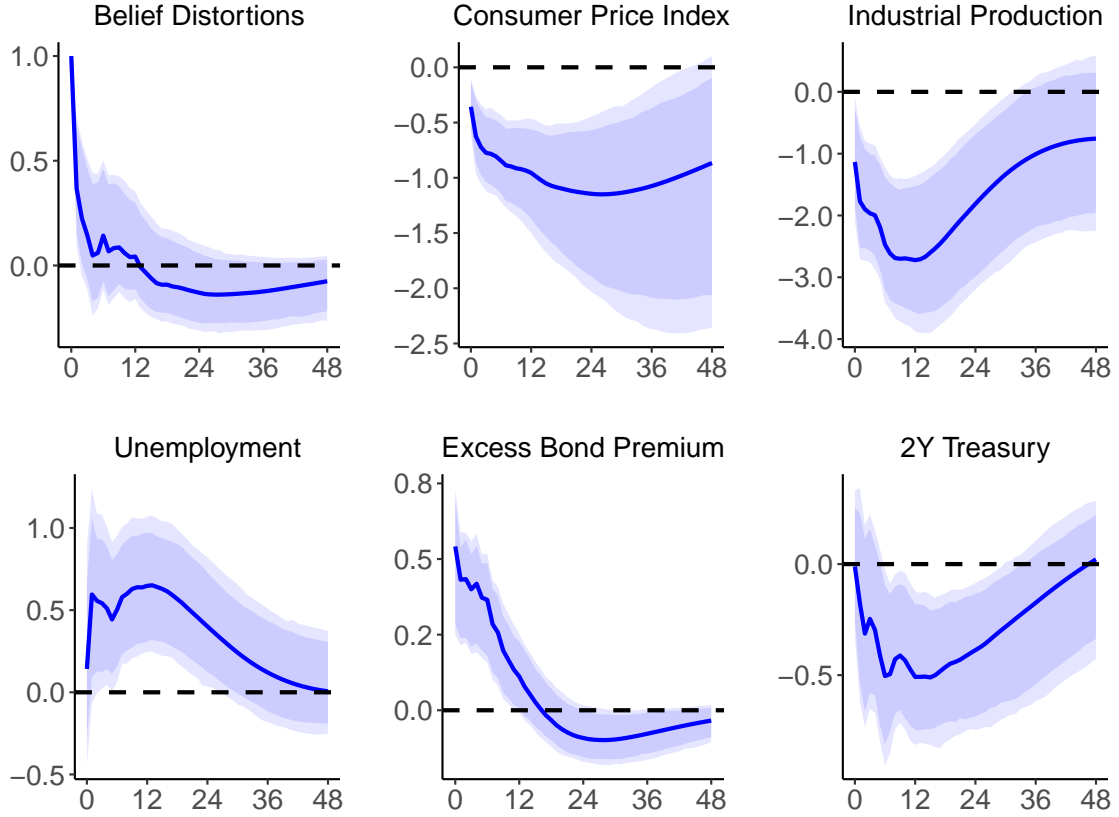 Belief Distortions
1.0
0.5
0.0
0 12 24 36 48
Consumer Price Index
0.0
−0.5
−1.0
−1.5
−2.0
−2.5
0 12 24 36 48
Industrial Production
0.0
−1.0
−2.0
−3.0
−4.0
0 12 24 36 48
Unemployment
1.0
0.5
0.0
−0.5
0 12 24 36 48
Excess Bond Premium
0.8
0.5
0.2
0.0
0 12 24 36 48
2Y Treasury
0.0
−0.5
0 12 24 36 48